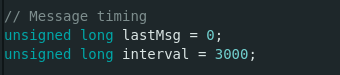 // Message timing
unsigned long lastMsg = 0;
unsigned long interval = 3000;